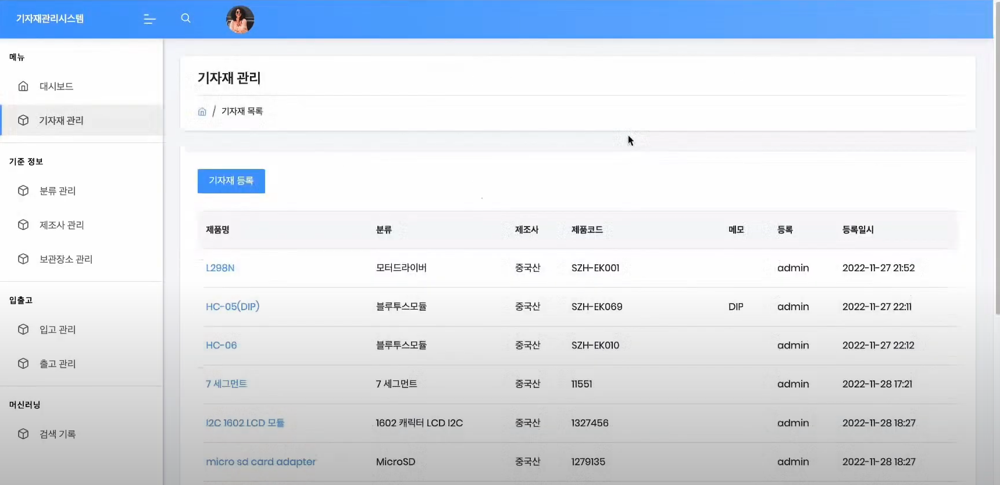 기자재관리시스템
메뉴
대시보드
기자재 관리
기준 정보
분류 관리
제조사 관리
보관장소 관리
입출고
입고 관리
출고 관리
머신러닝
검색 기록
기자재 관리
/ 기자재 목록
기자재 등록
제품명 분류 제조사 제품코드 메모 등록 등록일시
L298N 모터드라이버 중국산 SZH-EK001 admin 2022-11-27 21:52
HC-05(DIP) 블루투스모듈 중국산 SZH-EK069 DIP admin 2022-11-27 22:11
HC-06 블루투스모듈 중국산 SZH-EK010 admin 2022-11-27 22:12
7 세그먼트 7 세그먼트 중국산 11551 admin 2022-11-28 17:21
I2C 1602 LCD 모듈 1602 캐릭터 LCD I2C 중국산 1327456 admin 2022-11-28 18:27
micro sd card adapter MicroSD 중국산 1279135 admin 2022-11-28 18:27